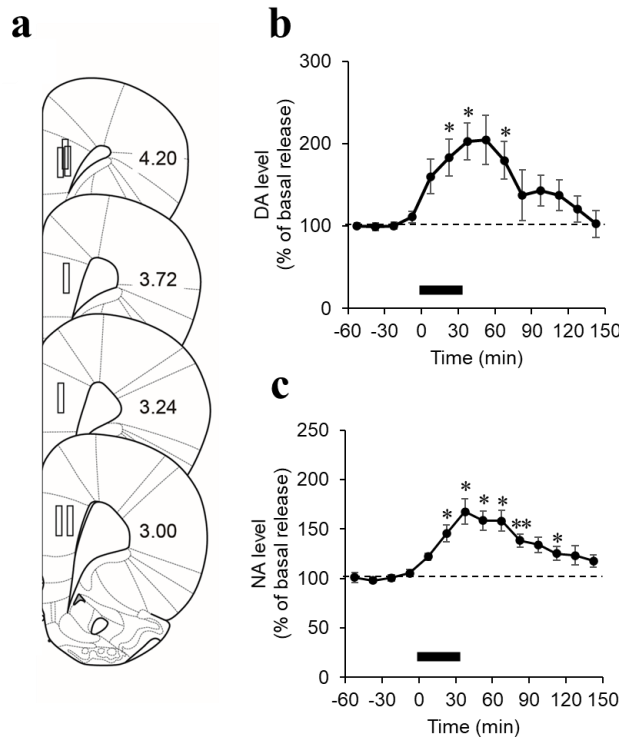 a
4.20
3.72
3.24
3.00
b
300
200
100
0
DA level
(% of basal release)
* * *
-60 -30 0 30 60 90 120 150
Time (min)
c
250
200
150
100
50
0
NA level
(% of basal release)
* * * * ** *
-60 -30 0 30 60 90 120 150
Time (min)